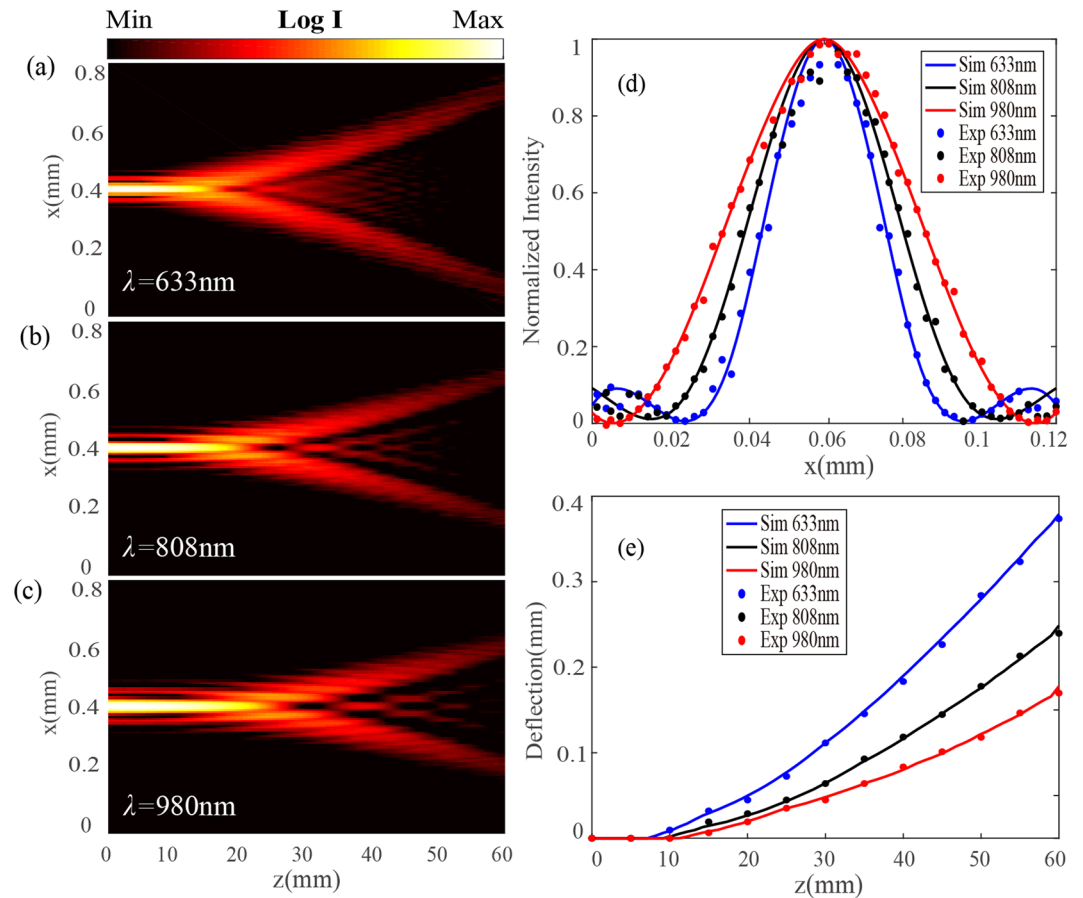 Min Log I Max
(a)
0.8
0.6
x(mm)
0.4
0.2
0
λ=633nm
(b)
0.8
0.6
x(mm)
0.4
0.2
0
λ=808nm
(c)
0.8
0.6
x(mm)
0.4
0.2
0
λ=980nm
0 10 20 30 40 50 60
z(mm)
(d)
Sim 633nm
Sim 808nm
Sim 980nm
Exp 633nm
Exp 808nm
Exp 980nm
1
0.8
0.6
0.4
0.2
0
Normalized Intensity
0 0.02 0.04 0.06 0.08 0.1 0.12
x(mm)
(e)
Sim 633nm
Sim 808nm
Sim 980nm
Exp 633nm
Exp 808nm
Exp 980nm
0.4
0.3
0.2
0.1
0
Deflection(mm)
0 10 20 30 40 50 60
z(mm)